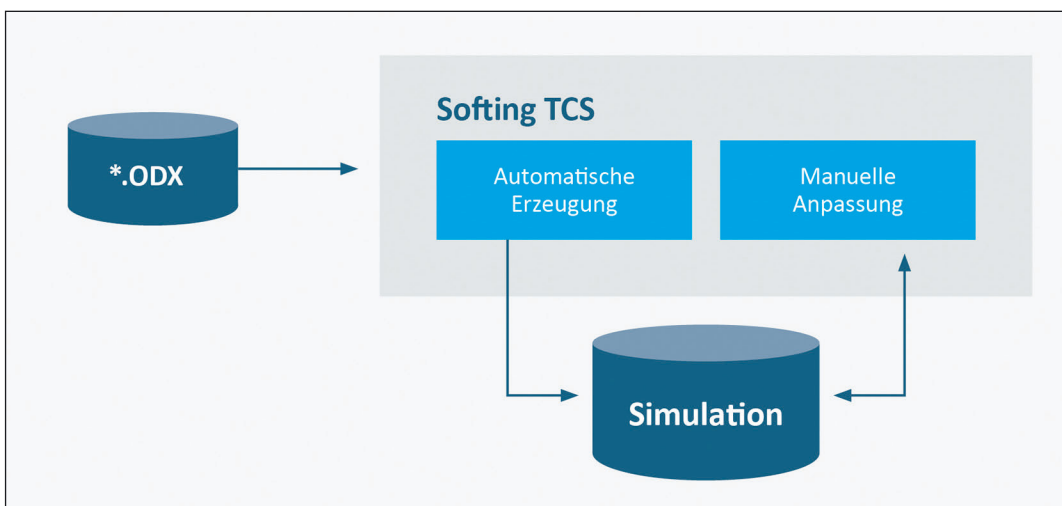 *.ODX
Softing TCS
Automatische
Erzeugung
Manuelle
Anpassung
Simulation